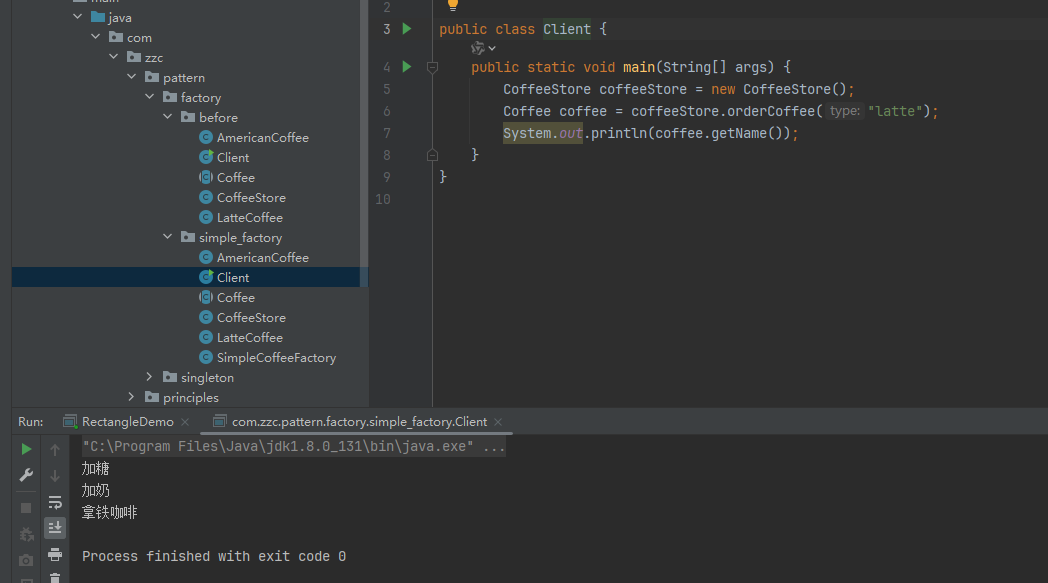 main
java
com
zzc
pattern
factory
before
AmericanCoffee
Client
Coffee
CoffeeStore
LatteCoffee
simple_factory
AmericanCoffee
Client
Coffee
CoffeeStore
LatteCoffee
SimpleCoffeeFactory
singleton
principles
2
3 public class Client {
4 public static void main(String[] args) {
5 CoffeeStore coffeeStore = new CoffeeStore();
6 Coffee coffee = coffeeStore.orderCoffee( type: "latte");
7 System.out.println(coffee.getName());
8 }
9 }
10
Run: RectangleDemo × com.zzc.pattern.factory.simple_factory.Client ×
"C:\Program Files\Java\jdk1.8.0_131\bin\java.exe" ...
加糖
加奶
拿铁咖啡
Process finished with exit code 0